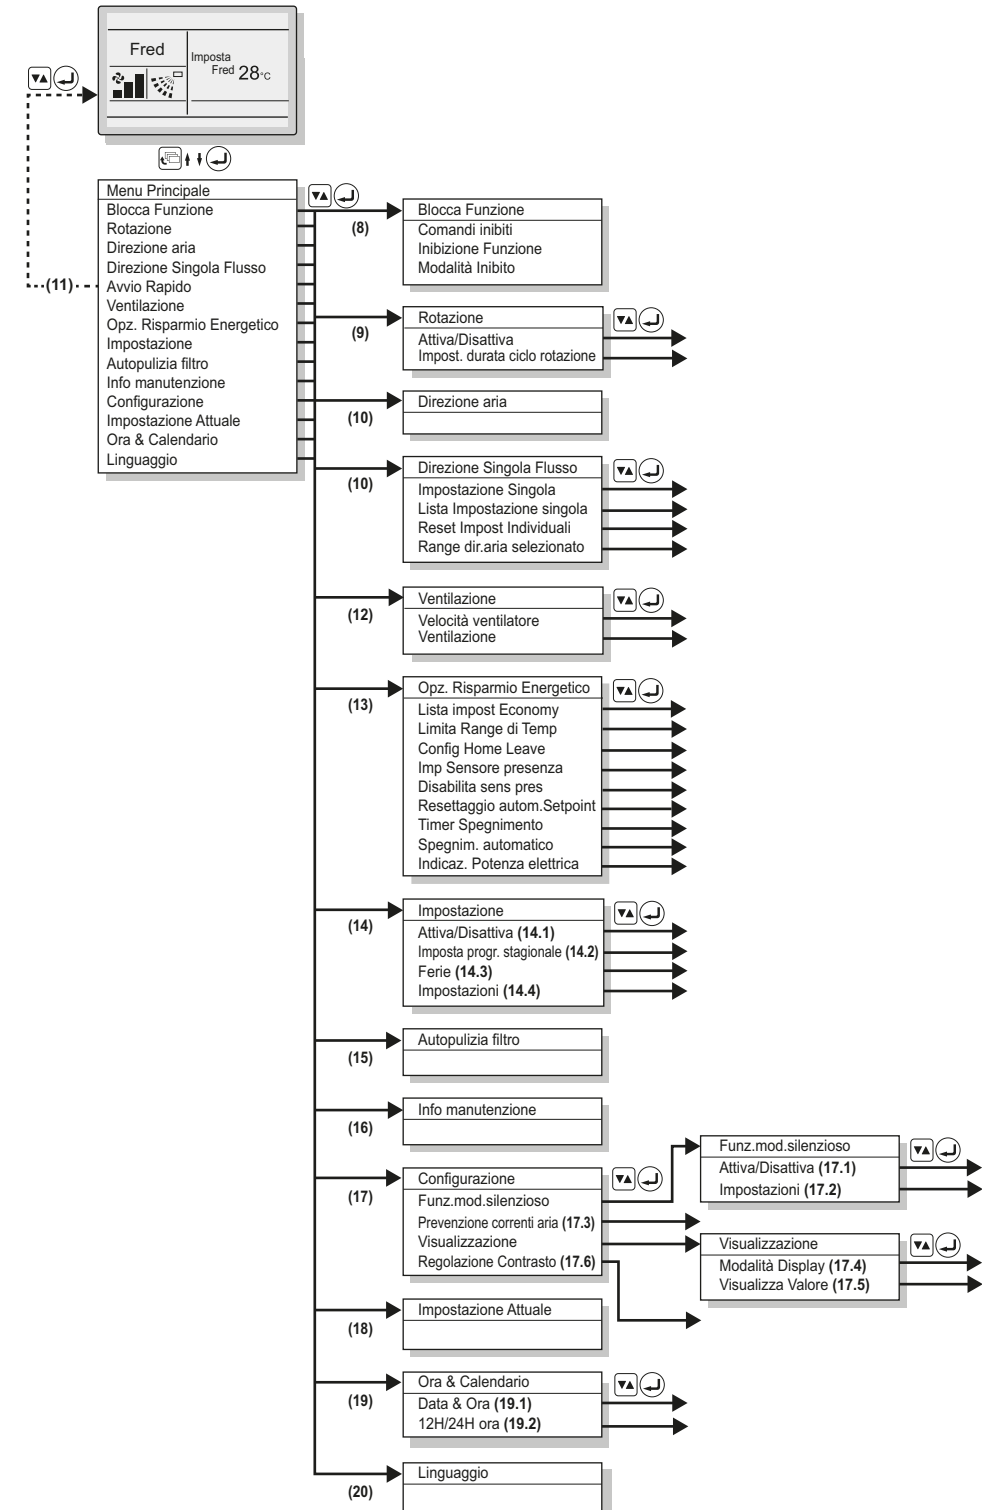 Fred
Imposta
Fred 28°C
Menu Principale
Blocca Funzione
Rotazione
Direzione aria
Direzione Singola Flusso
(11)
Avvio Rapido
Ventilazione
Opz. Risparmio Energetico
Impostazione
Autopulizia filtro
Info manutenzione
Configurazione
Impostazione Attuale
Ora & Calendario
Linguaggio
(8)
Blocca Funzione
Comandi inibiti
Inibizione Funzione
Modalità Inibito
(9)
Rotazione
Attiva/Disattiva
Impost. durata ciclo rotazione
(10)
Direzione aria
(10)
Direzione Singola Flusso
Impostazione Singola
Lista Impostazione singola
Reset Impost Individuali
Range dir.aria selezionato
(12)
Ventilazione
Velocità ventilatore
Ventilazione
(13)
Opz. Risparmio Energetico
Lista impost Economy
Limita Range di Temp
Config Home Leave
Imp Sensore presenza
Disabilita sens pres
Resettaggio autom.Setpoint
Timer Spegnimento
Spegnim. automatico
Indicaz. Potenza elettrica
(14)
Impostazione
Attiva/Disattiva (14.1)
Imposta progr. stagionale (14.2)
Ferie (14.3)
Impostazioni (14.4)
(15)
Autopulizia filtro
(16)
Info manutenzione
(17)
Configurazione
Funz.mod.silenzioso
Prevenzione correnti aria (17.3)
Visualizzazione
Regolazione Contrasto (17.6)
Funz.mod.silenzioso
Attiva/Disattiva (17.1)
Impostazioni (17.2)
Visualizzazione
Modalità Display (17.4)
Visualizza Valore (17.5)
(18)
Impostazione Attuale
(19)
Ora & Calendario
Data & Ora (19.1)
12H/24H ora (19.2)
(20)
Linguaggio